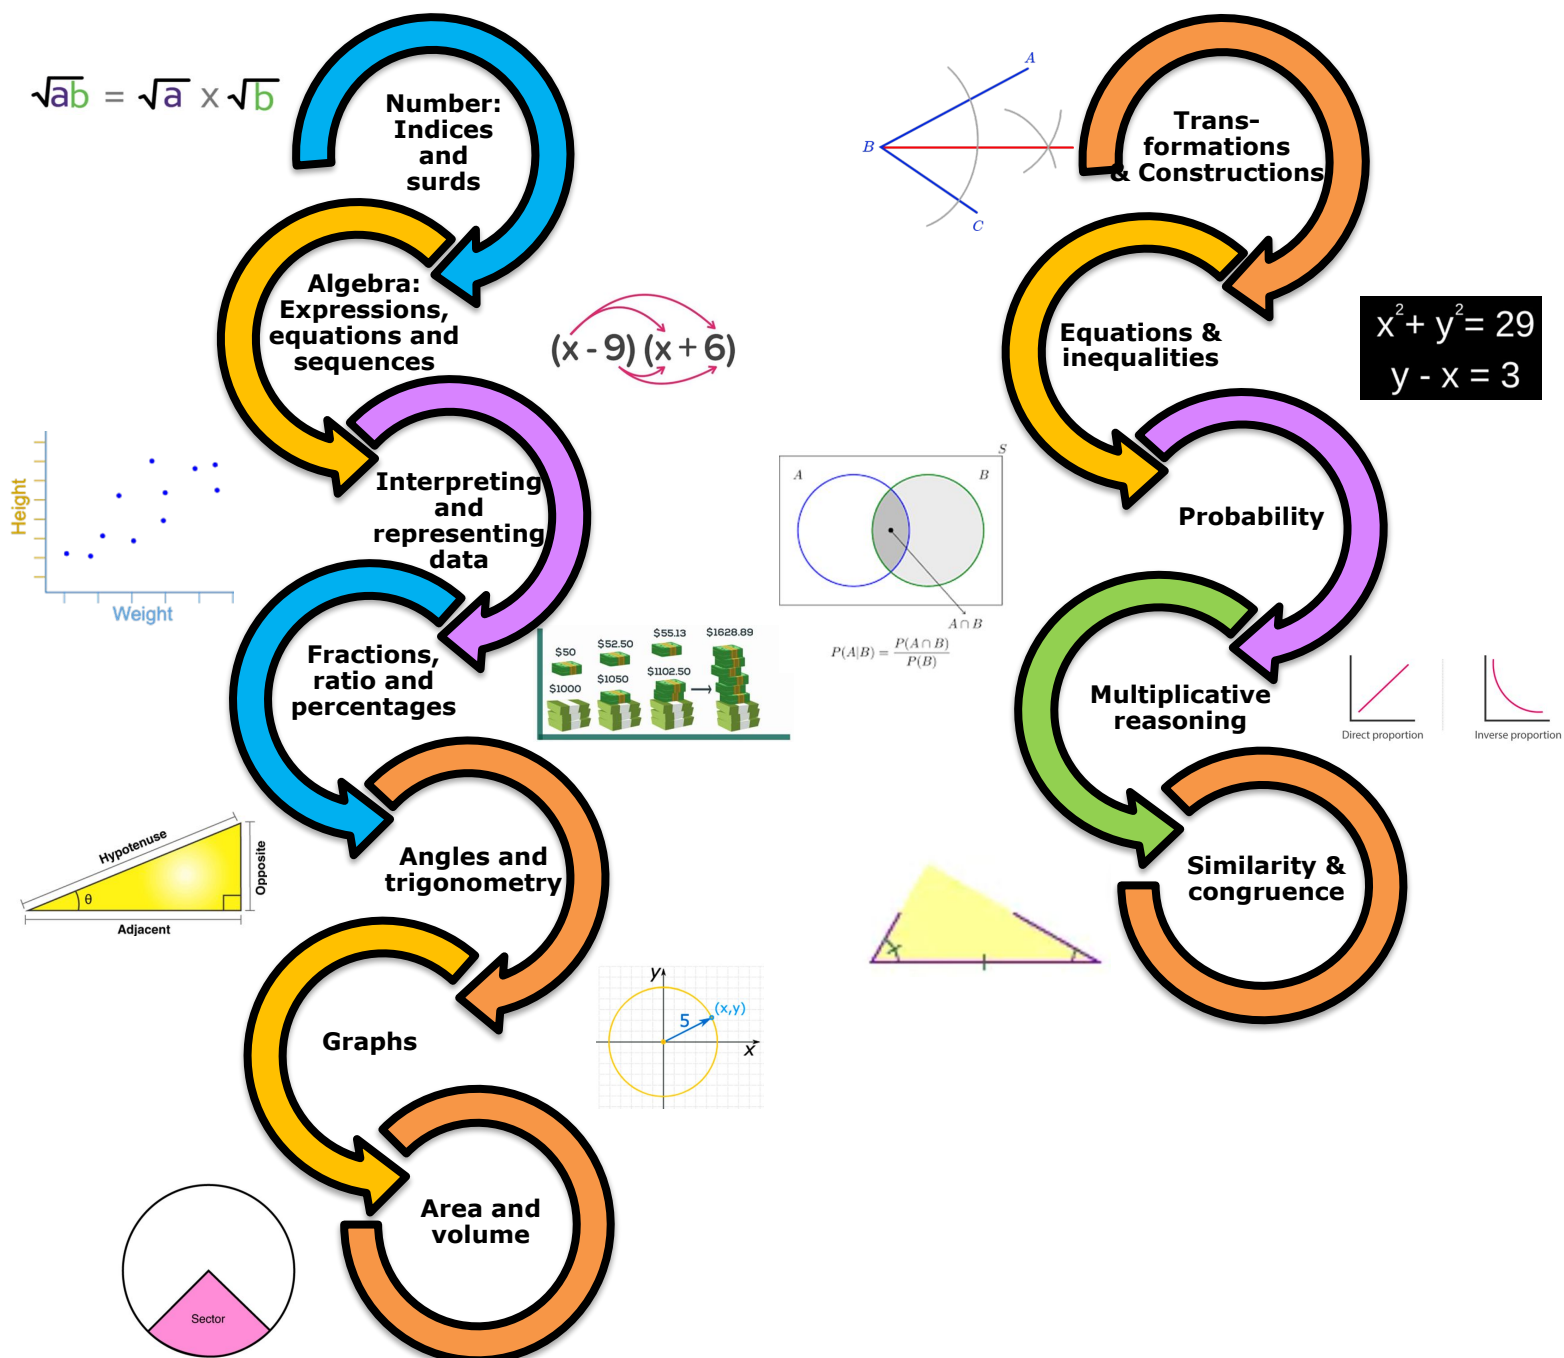 √ab = √a x √b
Number:
Indices
and
surds
Algebra:
Expressions,
equations and
sequences
(x - 9) (x + 6)
Height
Weight
Interpreting
and
representing
data
Fractions,
ratio and
percentages
$50
$52.50
$55.13
$1628.89
$1000
$1050
$1102.50
Hypotenuse
Opposite
θ
Adjacent
Angles and
trigonometry
Graphs
y
5
(x,y)
x
Area and
volume
Sector
A
B
C
Trans-
formations
& Constructions
Equations &
inequalities
x²+ y²= 29
y - x = 3
S
A
B
A ∩ B
P(A|B) = P(A ∩ B) / P(B)
Probability
Multiplicative
reasoning
Direct proportion
Inverse proportion
Similarity &
congruence